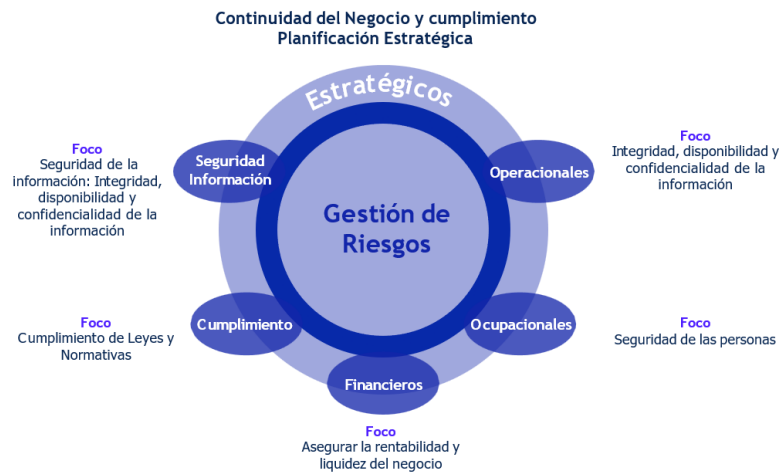 Continuidad del Negocio y cumplimiento
Planificación Estratégica
Estratégicos
Foco
Seguridad de la
información: Integridad,
disponibilidad y
confidencialidad de la
información
Seguridad
Información
Operacionales
Foco
Integridad, disponibilidad y
confidencialidad de la
información
Gestión de
Riesgos
Foco
Cumplimiento de Leyes y
Normativas
Cumplimiento
Ocupacionales
Foco
Seguridad de las personas
Financieros
Foco
Asegurar la rentabilidad y
liquidez del negocio